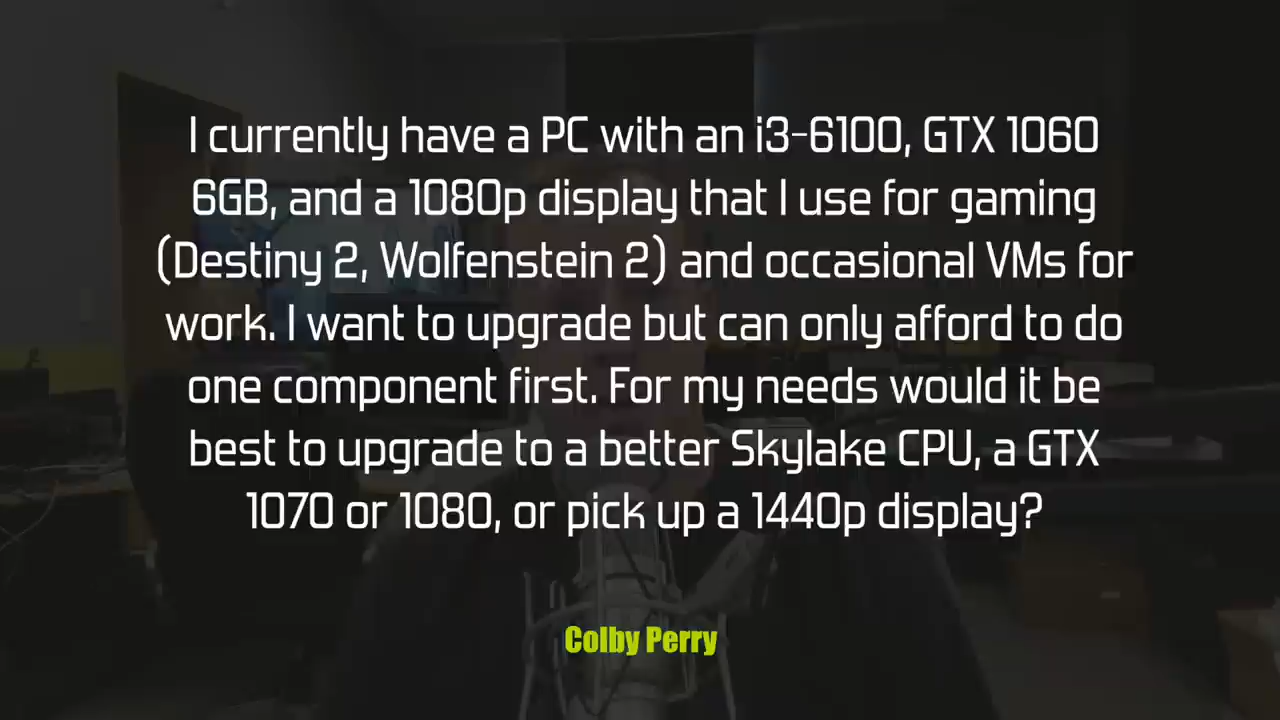 I currently have a PC with an i3-6100, GTX 1060
6GB, and a 1080p display that I use for gaming
(Destiny 2, Wolfenstein 2) and occasional VMs for
work. I want to upgrade but can only afford to do
one component first. For my needs would it be
best to upgrade to a better Skylake CPU, a GTX
1070 or 1080, or pick up a 1440p display?
Colby Perry